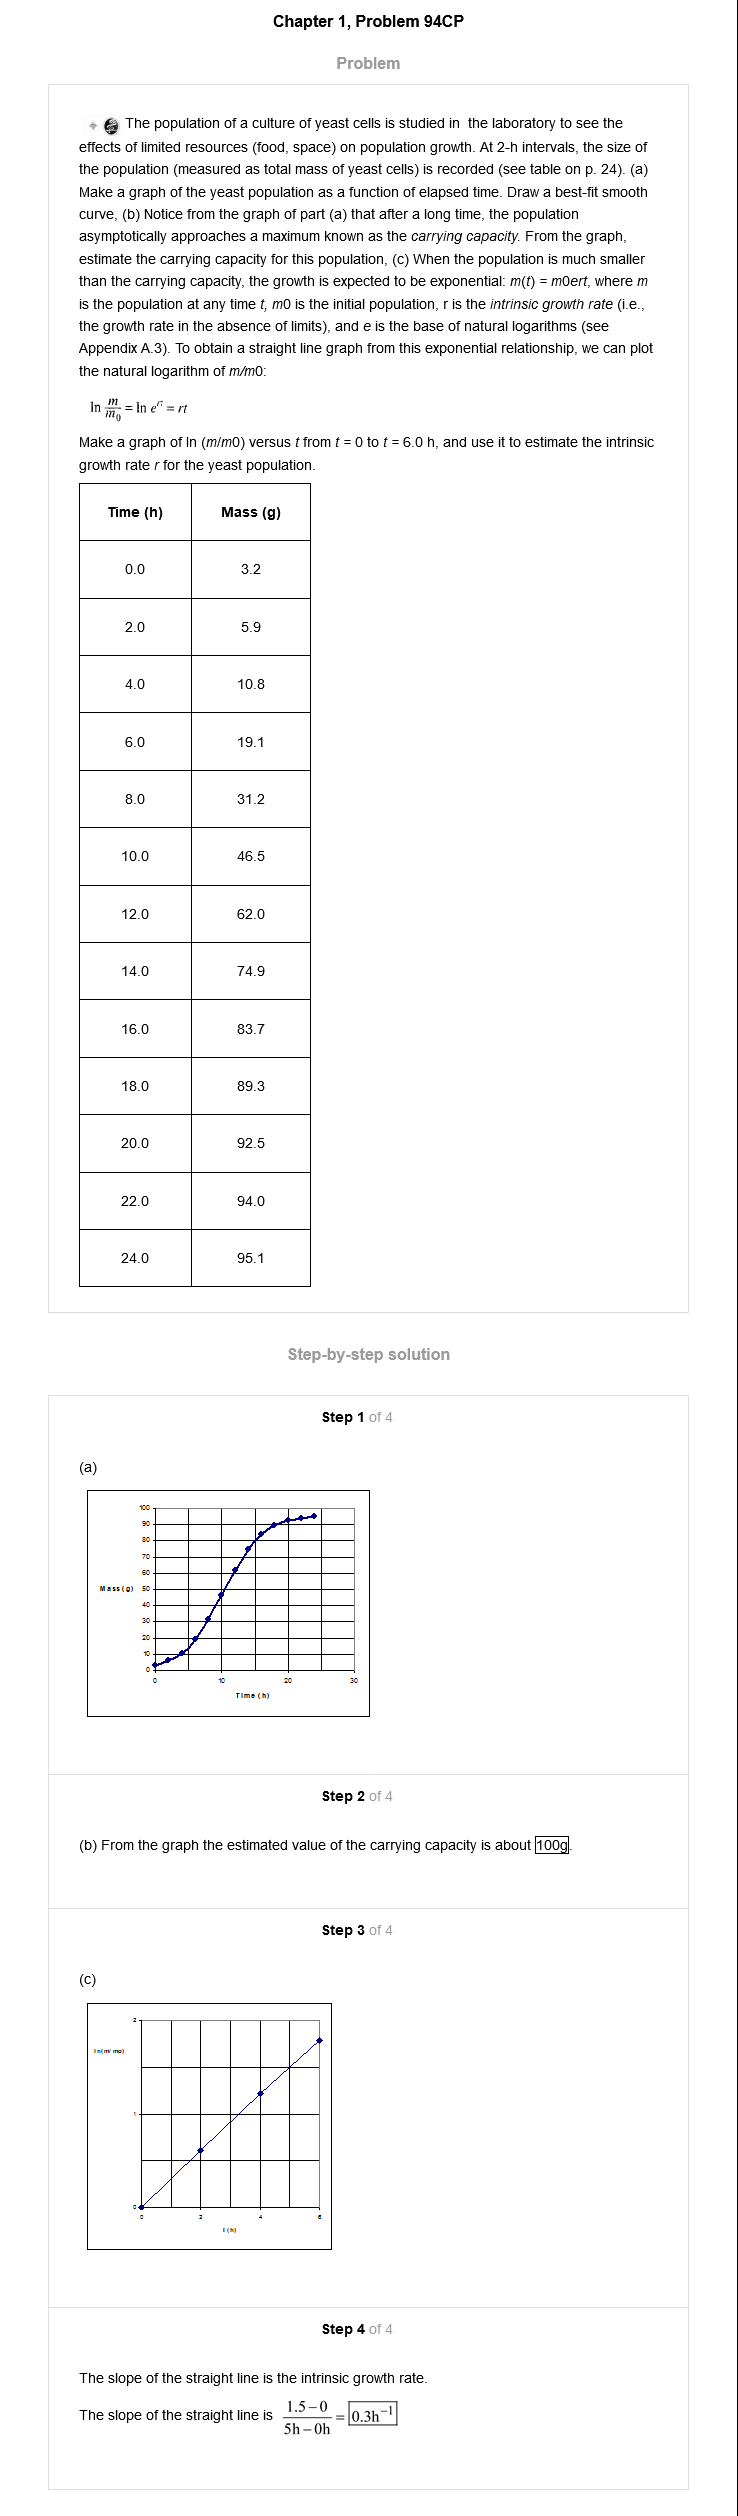 Chapter 1, Problem 94CP
Problem
The population of a culture of yeast cells is studied in the laboratory to see the
effects of limited resources (food, space) on population growth. At 2-h intervals, the size of
the population (measured as total mass of yeast cells) is recorded (see table on p. 24). (a)
Make a graph of the yeast population as a function of elapsed time. Draw a best-fit smooth
curve, (b) Notice from the graph of part (a) that after a long time, the population
asymptotically approaches a maximum known as the carrying capacity. From the graph,
estimate the carrying capacity for this population, (c) When the population is much smaller
than the carrying capacity, the growth is expected to be exponential: m(t) = m0ert, where m
is the population at any time t, m0 is the initial population, r is the intrinsic growth rate (i.e.,
the growth rate in the absence of limits), and e is the base of natural logarithms (see
Appendix A.3). To obtain a straight line graph from this exponential relationship, we can plot
the natural logarithm of m/m0:
ln m/m₀ = ln eʳᵗ = rt
Make a graph of ln (m/m0) versus t from t = 0 to t = 6.0 h, and use it to estimate the intrinsic
growth rate r for the yeast population.
Time (h) Mass (g)
0.0 3.2
2.0 5.9
4.0 10.8
6.0 19.1
8.0 31.2
10.0 46.5
12.0 62.0
14.0 74.9
16.0 83.7
18.0 89.3
20.0 92.5
22.0 94.0
24.0 95.1
Step-by-step solution
Step 1 of 4
(a)
100
90
80
70
60
Mass(g) 50
40
30
20
10
0
0 10 20 30
Time (h)
Step 2 of 4
(b) From the graph the estimated value of the carrying capacity is about 100g.
Step 3 of 4
(c)
2
ln(m/ mo)
1
0
0 2 4 6
t (h)
Step 4 of 4
The slope of the straight line is the intrinsic growth rate.
The slope of the straight line is 1.5−0 / 5h−0h = 0.3h⁻¹